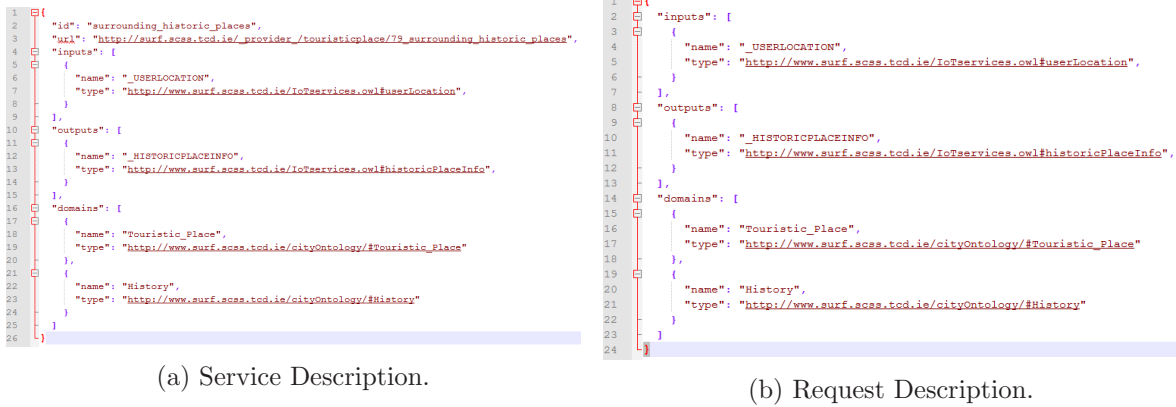 1 {
2 "id": "surrounding_historic_places",
3 "url": "http://surf.scss.tcd.ie/_provider_/touristicplace/79_surrounding_historic_places",
4 "inputs": [
5 {
6 "name": "_USERLOCATION",
7 "type": "http://www.surf.scss.tcd.ie/IoTservices.owl#userLocation",
8 }
9 ],
10 "outputs": [
11 {
12 "name": "_HISTORICPLACEINFO",
13 "type": "http://www.surf.scss.tcd.ie/IoTservices.owl#historicPlaceInfo",
14 }
15 ],
16 "domains": [
17 {
18 "name": "Touristic_Place",
19 "type": "http://www.surf.scss.tcd.ie/cityOntology/#Touristic_Place"
20 },
21 {
22 "name": "History",
23 "type": "http://www.surf.scss.tcd.ie/cityOntology/#History"
24 }
25 ]
26 }
(a) Service Description.
1 {
2 "inputs": [
3 {
4 "name": "_USERLOCATION",
5 "type": "http://www.surf.scss.tcd.ie/IoTservices.owl#userLocation",
6 }
7 ],
8 "outputs": [
9 {
10 "name": "_HISTORICPLACEINFO",
11 "type": "http://www.surf.scss.tcd.ie/IoTservices.owl#historicPlaceInfo",
12 }
13 ],
14 "domains": [
15 {
16 "name": "Touristic_Place",
17 "type": "http://www.surf.scss.tcd.ie/cityOntology/#Touristic_Place"
18 },
19 {
20 "name": "History",
21 "type": "http://www.surf.scss.tcd.ie/cityOntology/#History"
22 }
23 ]
24 }
(b) Request Description.